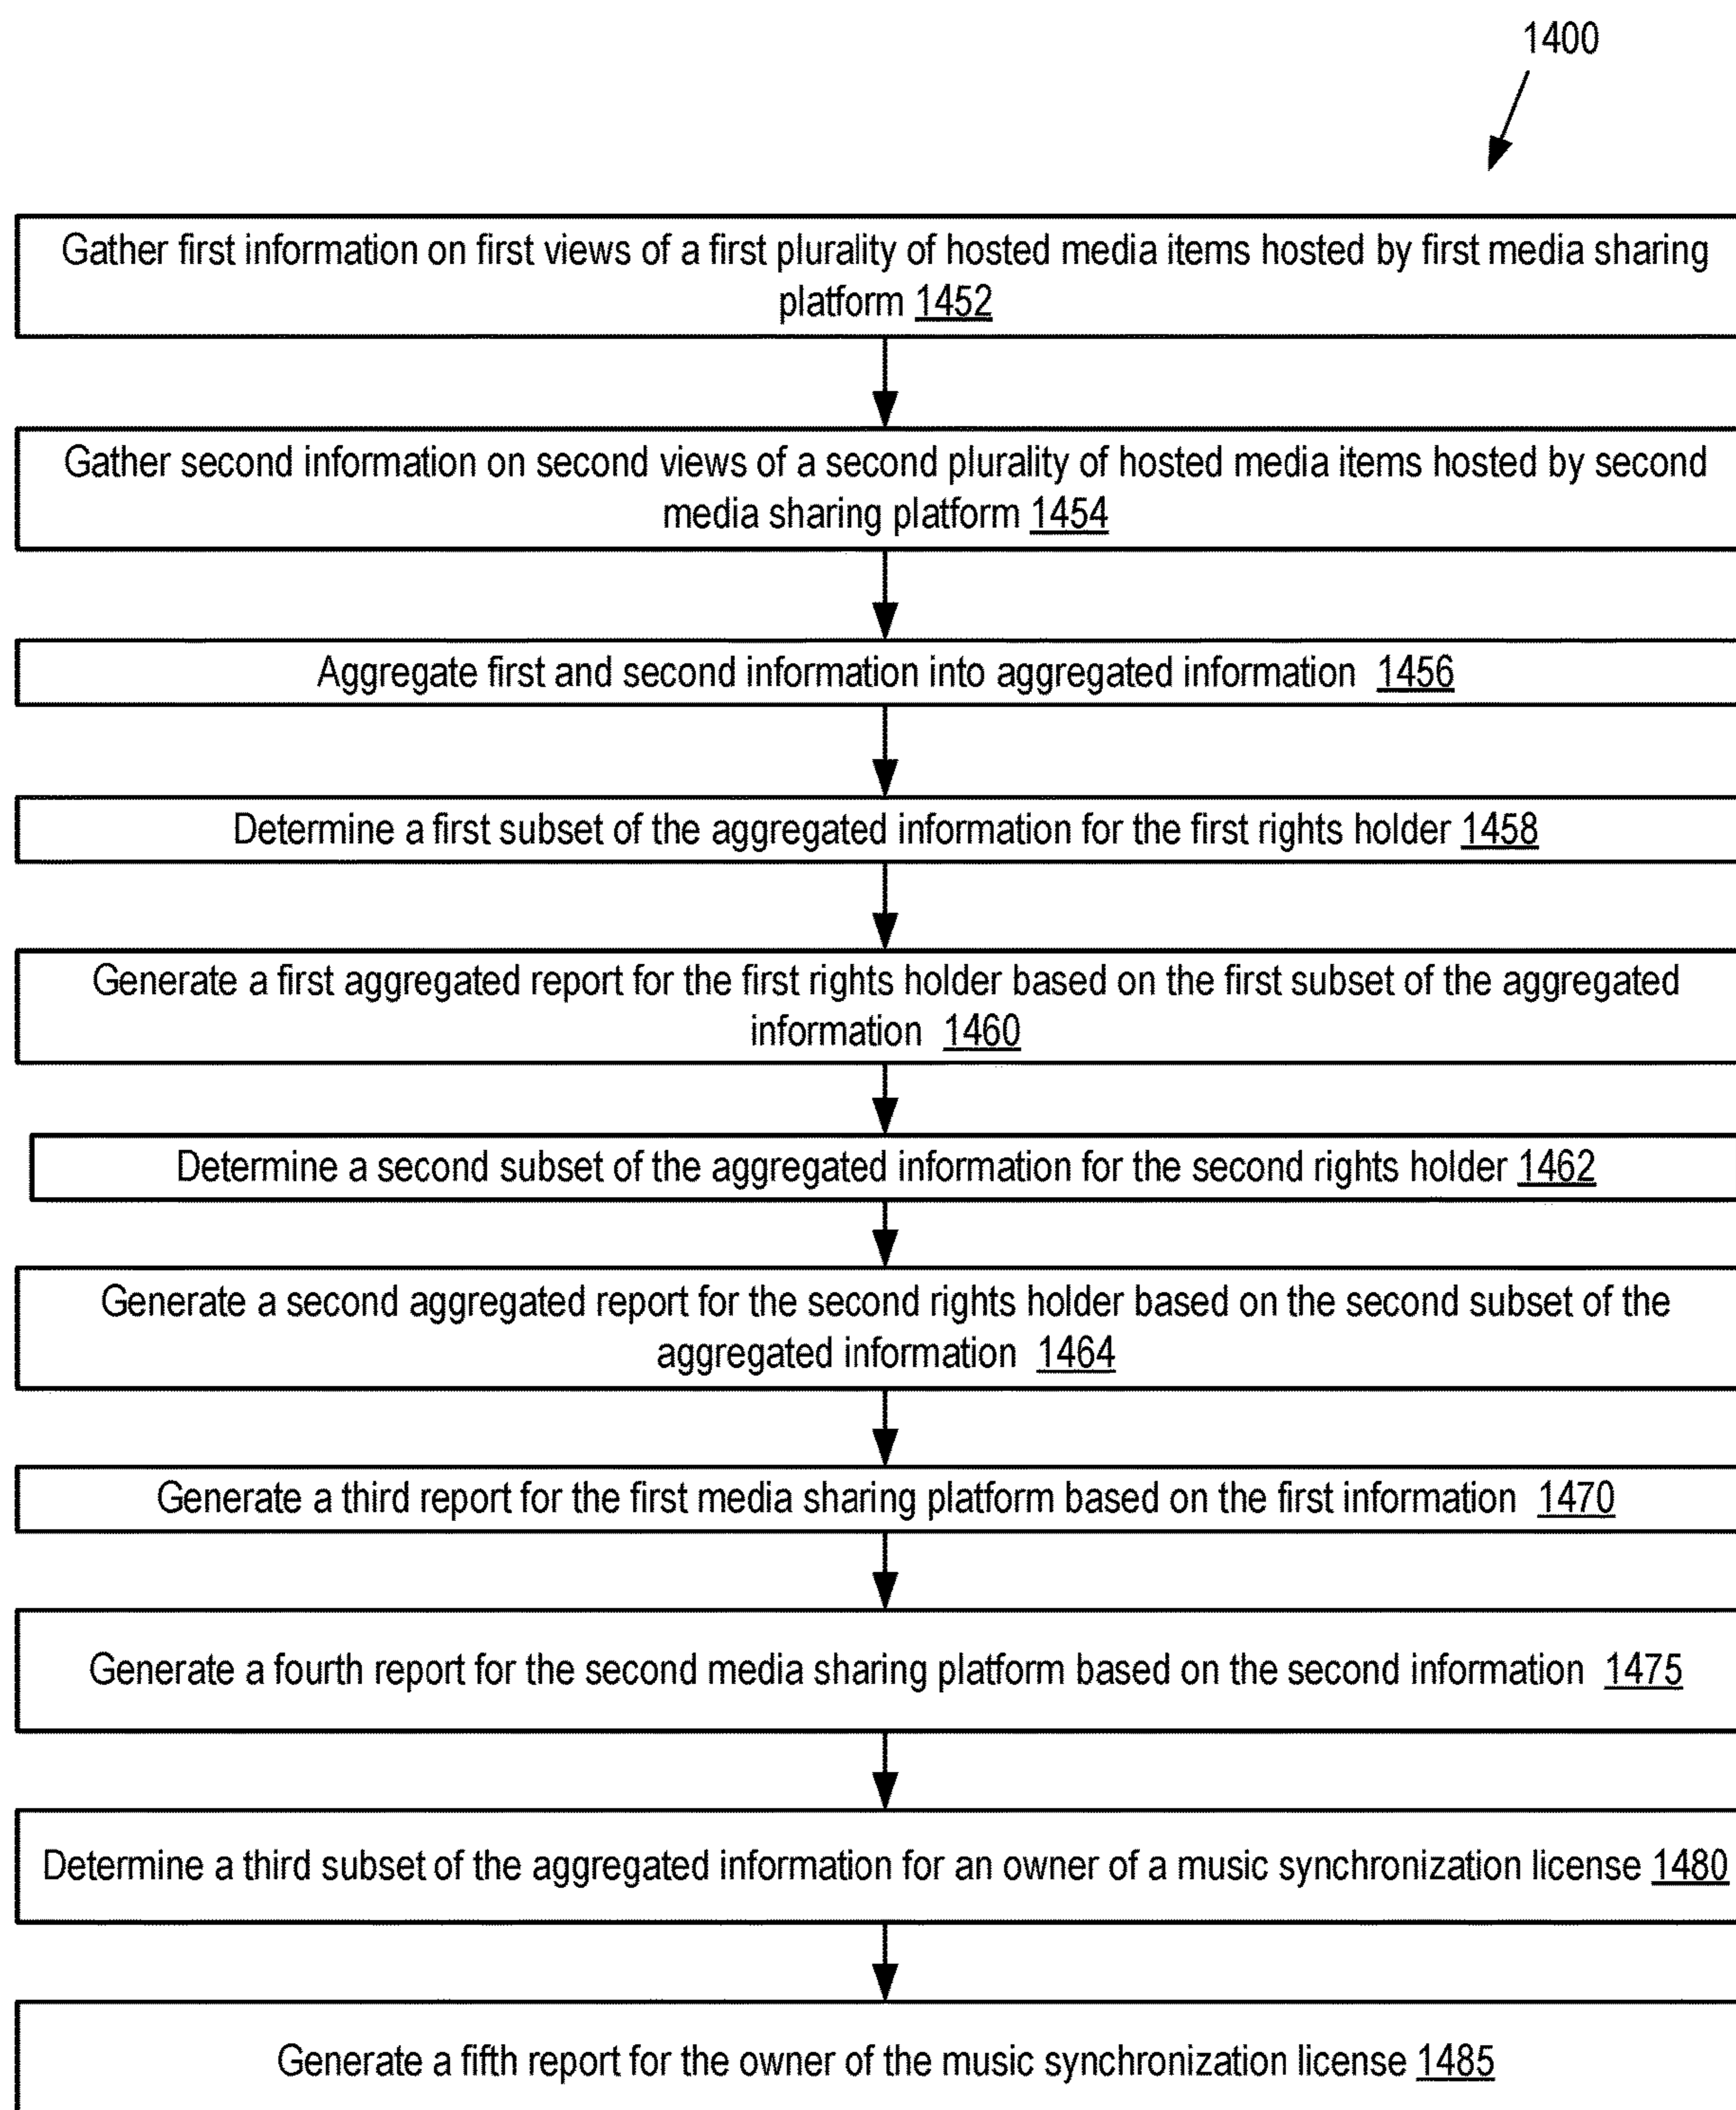 1400
Gather first information on first views of a first plurality of hosted media items hosted by first media sharing
platform 1452
Gather second information on second views of a second plurality of hosted media items hosted by second
media sharing platform 1454
Aggregate first and second information into aggregated information 1456
Determine a first subset of the aggregated information for the first rights holder 1458
Generate a first aggregated report for the first rights holder based on the first subset of the aggregated
information 1460
Determine a second subset of the aggregated information for the second rights holder 1462
Generate a second aggregated report for the second rights holder based on the second subset of the
aggregated information 1464
Generate a third report for the first media sharing platform based on the first information 1470
Generate a fourth report for the second media sharing platform based on the second information 1475
Determine a third subset of the aggregated information for an owner of a music synchronization license 1480
Generate a fifth report for the owner of the music synchronization license 1485